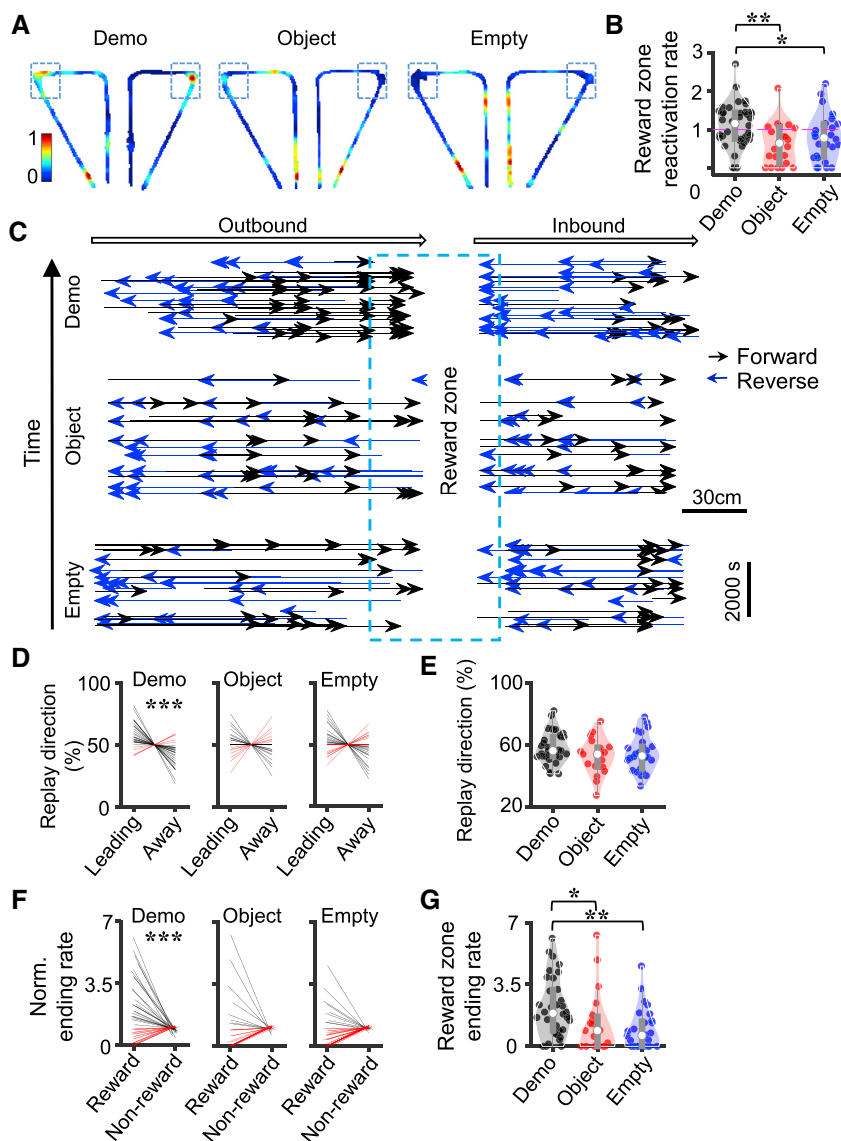 A
Demo
Object
Empty
1
0
B
**
*
3
2
1
0
Reward zone
reactivation rate
Demo
Object
Empty
C
Outbound
Inbound
Time
Demo
Object
Empty
Reward zone
Forward
Reverse
30cm
2000 s
D
Demo
Object
Empty
***
100
50
0
Replay direction
(%)
Leading
Away
Leading
Away
Leading
Away
E
100
60
20
Replay direction (%)
Demo
Object
Empty
F
Demo
Object
Empty
***
7
3.5
0
Norm.
ending rate
Reward
Non-reward
Reward
Non-reward
Reward
Non-reward
G
*
**
7
3.5
0
Reward zone
ending rate
Demo
Object
Empty